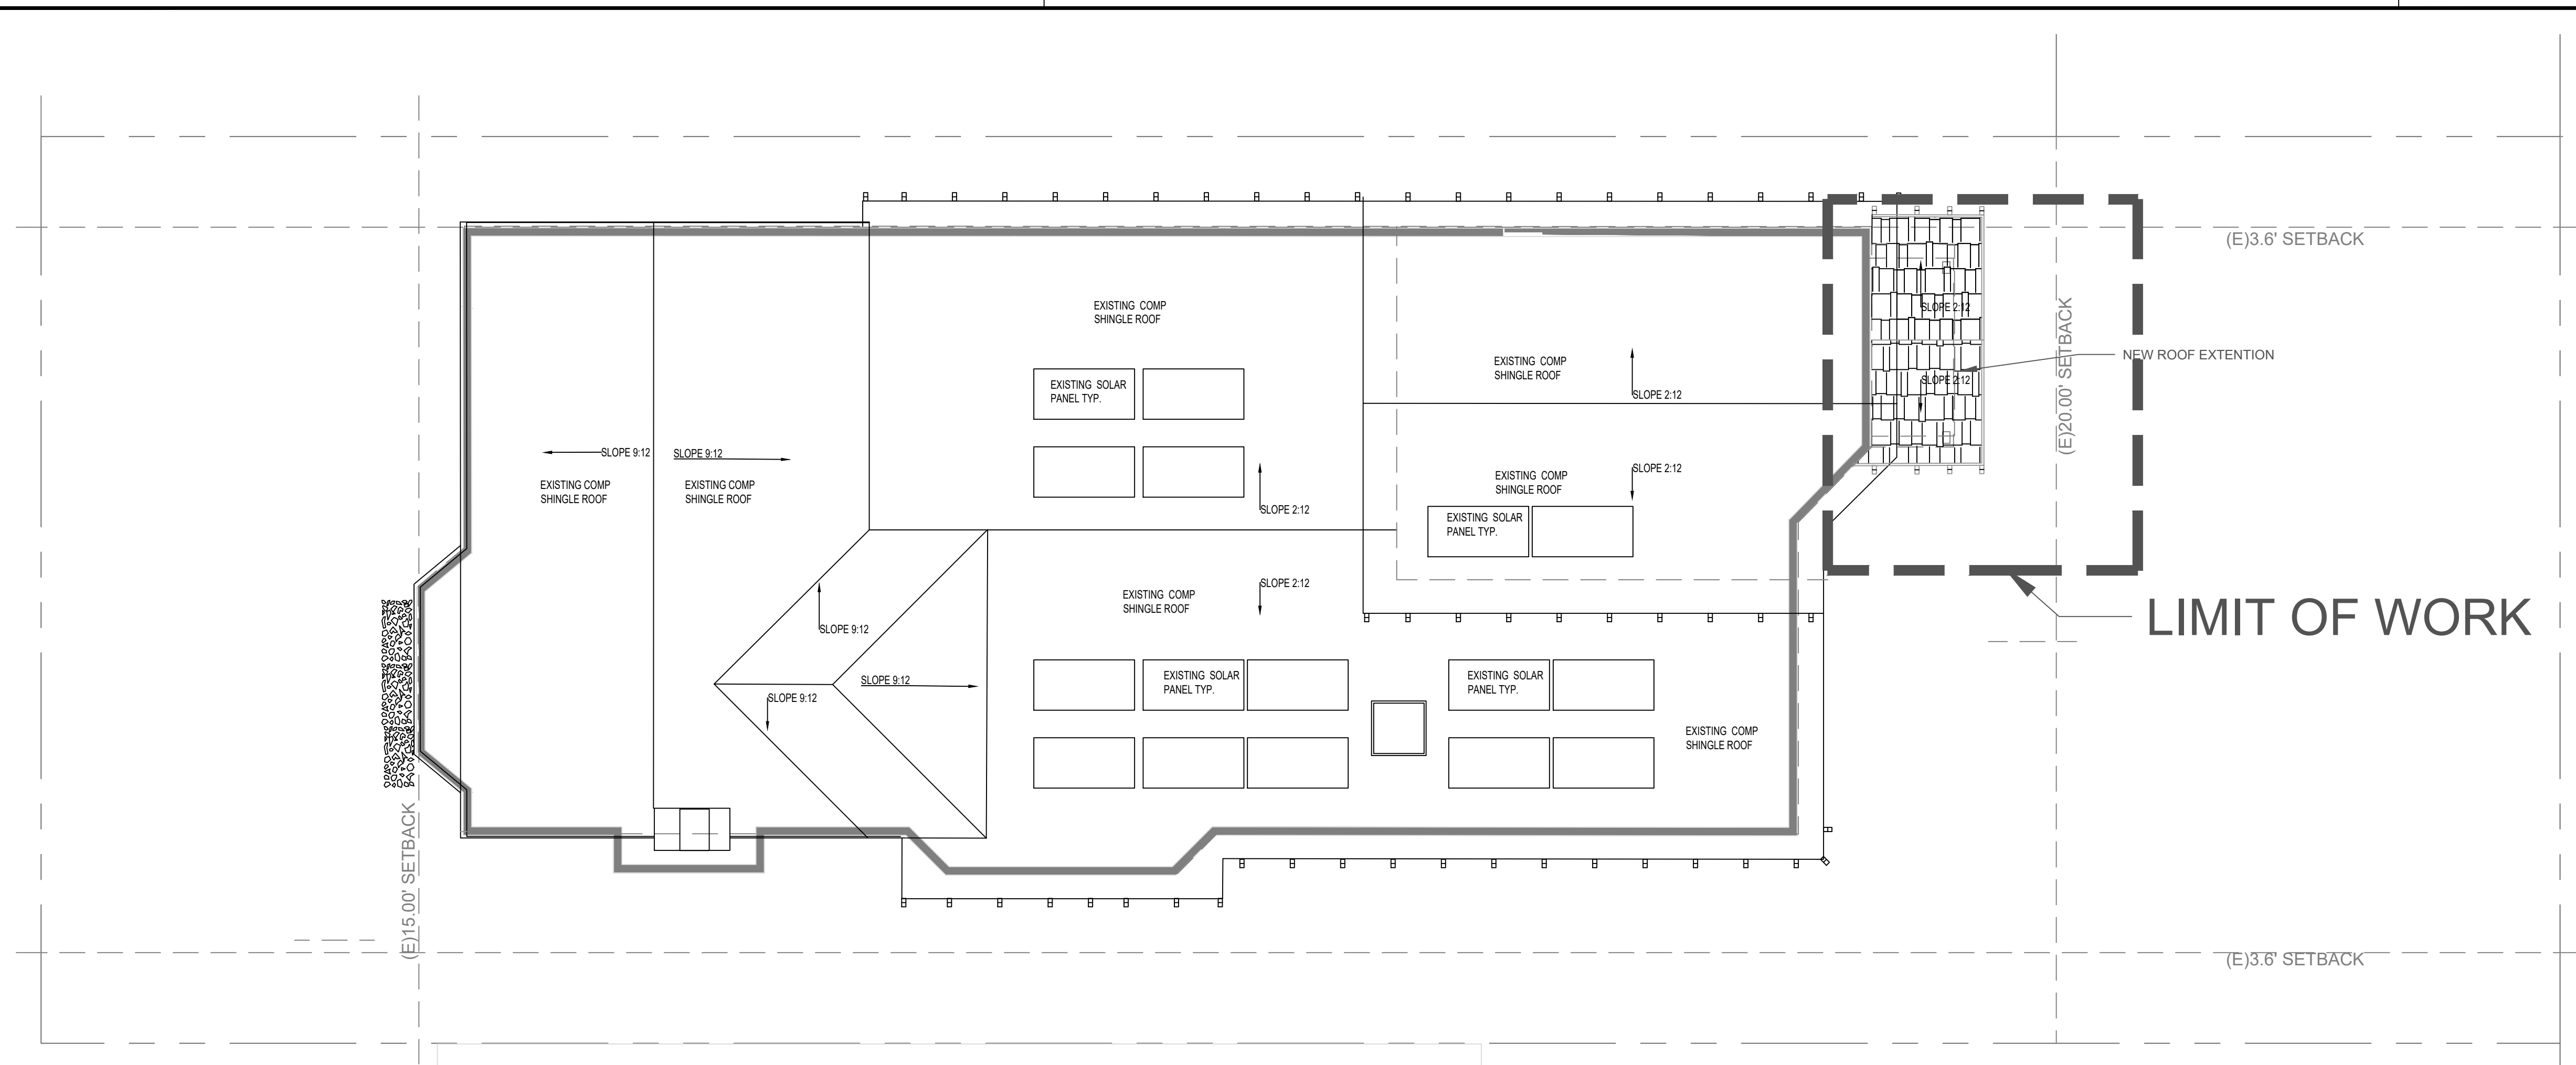 (E)3.6' SETBACK
EXISTING COMP
SHINGLE ROOF
SLOPE 2:12
(E)20.00' SETBACK
NEW ROOF EXTENTION
EXISTING COMP
SHINGLE ROOF
EXISTING SOLAR
PANEL TYP.
SLOPE 2:12
SLOPE 2:12
SLOPE 9:12
SLOPE 9:12
EXISTING COMP
SHINGLE ROOF
EXISTING COMP
SHINGLE ROOF
SLOPE 2:12
EXISTING COMP
SHINGLE ROOF
SLOPE 2:12
EXISTING SOLAR
PANEL TYP.
SLOPE 2:12
EXISTING COMP
SHINGLE ROOF
LIMIT OF WORK
SLOPE 9:12
SLOPE 9:12
SLOPE 9:12
EXISTING SOLAR
PANEL TYP.
EXISTING SOLAR
PANEL TYP.
EXISTING COMP
SHINGLE ROOF
(E)15.00' SETBACK
(E)3.6' SETBACK